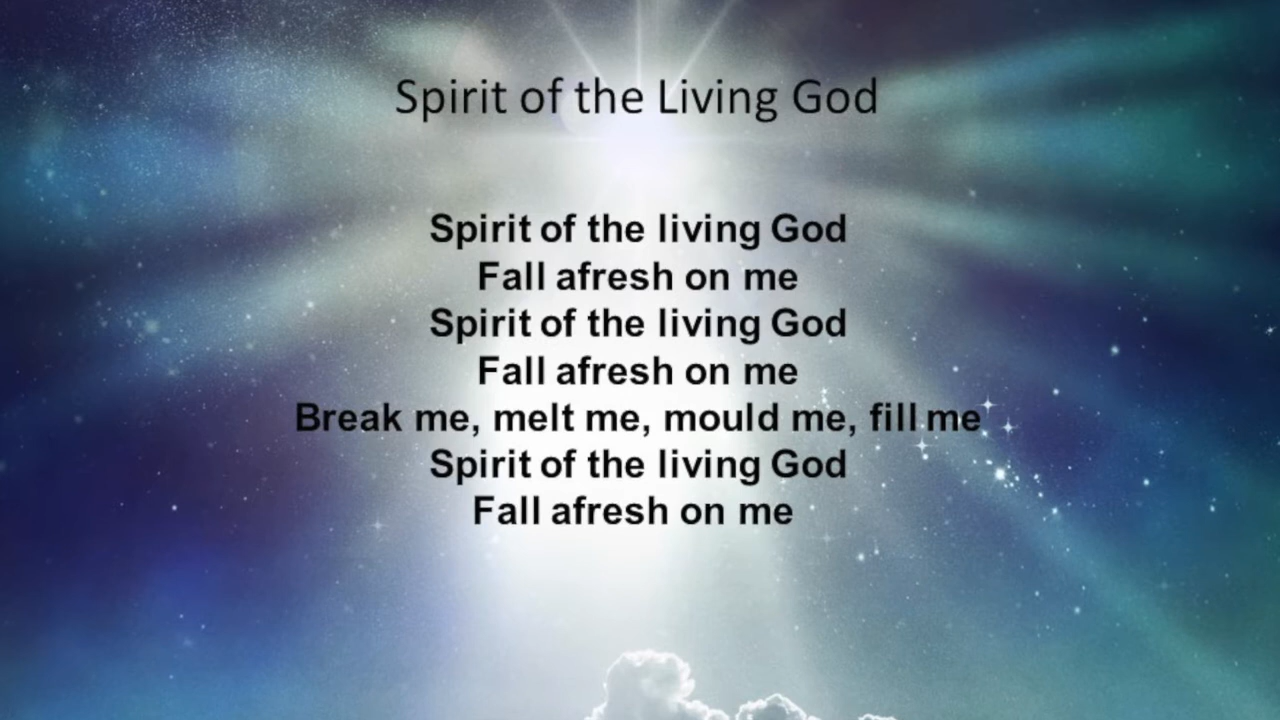 Spirit of the Living God
Spirit of the living God
Fall afresh on me
Spirit of the living God
Fall afresh on me
Break me, melt me, mould me, fill me
Spirit of the living God
Fall afresh on me